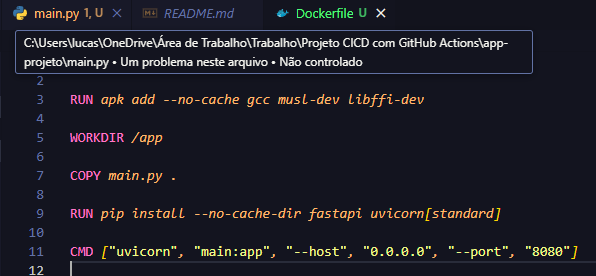 main.py 1, U README.md Dockerfile U
C:\Users\lucas\OneDrive\Área de Trabalho\Trabalho\Projeto CICD com GitHub Actions\app-
projeto\main.py • Um problema neste arquivo • Não controlado
2
3 RUN apk add --no-cache gcc musl-dev libffi-dev
4
5 WORKDIR /app
6
7 COPY main.py .
8
9 RUN pip install --no-cache-dir fastapi uvicorn[standard]
10
11 CMD ["uvicorn", "main:app", "--host", "0.0.0.0", "--port", "8080"]
12